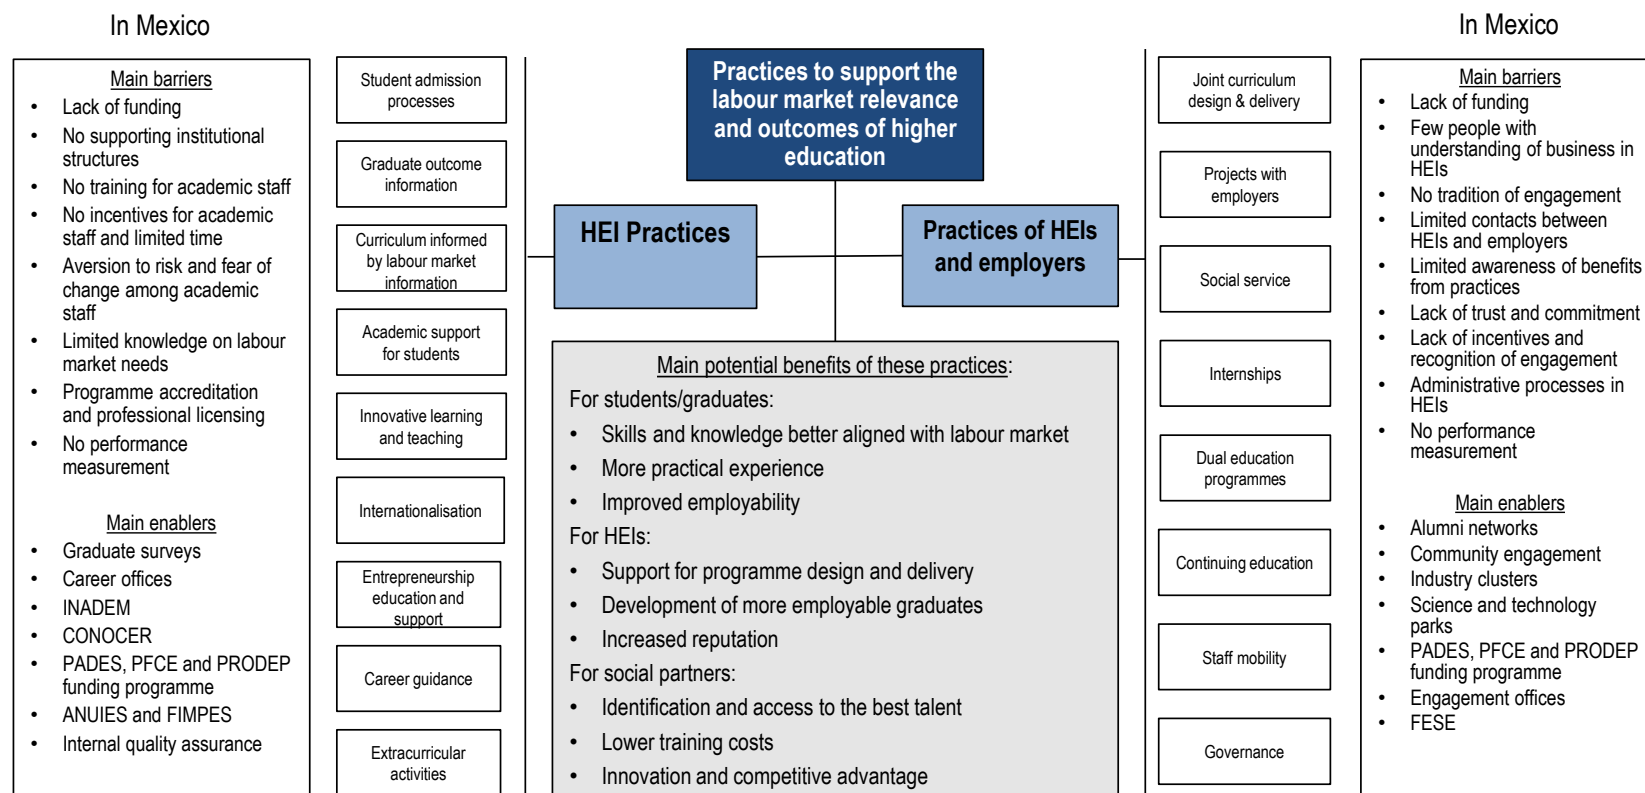 In Mexico
Main barriers
• Lack of funding
• No supporting institutional
structures
• No training for academic staff
• No incentives for academic
staff and limited time
• Aversion to risk and fear of
change among academic
staff
• Limited knowledge on labour
market needs
• Programme accreditation
and professional licensing
• No performance
measurement
Main enablers
• Graduate surveys
• Career offices
• INADEM
• CONOCER
• PADES, PFCE and PRODEP
funding programme
• ANUIES and FIMPES
• Internal quality assurance
Student admission
processes
Graduate outcome
information
Curriculum informed
by labour market
information
Academic support
for students
Innovative learning
and teaching
Internationalisation
Entrepreneurship
education and
support
Career guidance
Extracurricular
activities
Practices to support the
labour market relevance
and outcomes of higher
education
HEI Practices
Practices of HEIs
and employers
Main potential benefits of these practices:
For students/graduates:
• Skills and knowledge better aligned with labour market
• More practical experience
• Improved employability
For HEIs:
• Support for programme design and delivery
• Development of more employable graduates
• Increased reputation
For social partners:
• Identification and access to the best talent
• Lower training costs
• Innovation and competitive advantage
Joint curriculum
design & delivery
Projects with
employers
Social service
Internships
Dual education
programmes
Continuing education
Staff mobility
Governance
In Mexico
Main barriers
• Lack of funding
• Few people with
understanding of business in
HEIs
• No tradition of engagement
• Limited contacts between
HEIs and employers
• Limited awareness of benefits
from practices
• Lack of trust and commitment
• Lack of incentives and
recognition of engagement
• Administrative processes in
HEIs
• No performance
measurement
Main enablers
• Alumni networks
• Community engagement
• Industry clusters
• Science and technology
parks
• PADES, PFCE and PRODEP
funding programme
• Engagement offices
• FESE